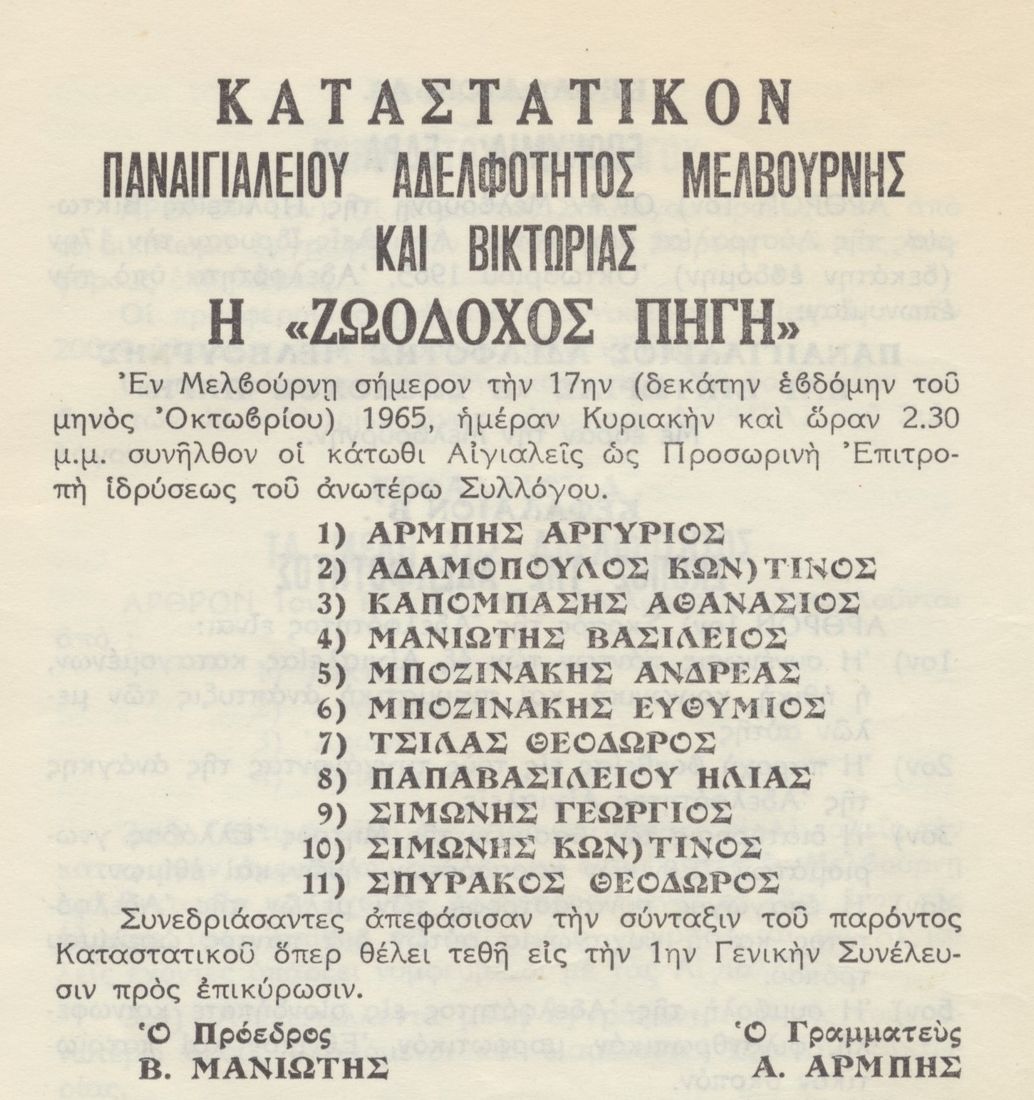 ΚΑΤΑΣΤΑΤΙΚΟΝ
ΠΑΝΑΙΓΙΑΛΕΙΟΥ ΑΔΕΛΦΟΤΗΤΟΣ ΜΕΛΒΟΥΡΝΗΣ
ΚΑΙ ΒΙΚΤΩΡΙΑΣ
Η «ΖΩΟΔΟΧΟΣ ΠΗΓΗ»
Ἐν Μελβούρνῃ σήμερον τὴν 17ην (δεκάτην ἑβδόμην τοῦ
μηνὸς Ὀκτωβρίου) 1965, ἡμέραν Κυριακὴν καὶ ὥραν 2.30
μ.μ. συνῆλθον οἱ κάτωθι Αἰγιαλεῖς ὡς Προσωρινὴ Ἐπιτρο-
πὴ ἱδρύσεως τοῦ ἀνωτέρω Συλλόγου.
1) ΑΡΜΠΗΣ ΑΡΓΥΡΙΟΣ
2) ΑΔΑΜΟΠΟΥΛΟΣ ΚΩΝ)ΤΙΝΟΣ
3) ΚΑΠΟΜΠΑΣΗΣ ΑΘΑΝΑΣΙΟΣ
4) ΜΑΝΙΩΤΗΣ ΒΑΣΙΛΕΙΟΣ
5) ΜΠΟΖΙΝΑΚΗΣ ΑΝΔΡΕΑΣ
6) ΜΠΟΖΙΝΑΚΗΣ ΕΥΘΥΜΙΟΣ
7) ΤΣΙΛΑΣ ΘΕΟΔΩΡΟΣ
8) ΠΑΠΑΒΑΣΙΛΕΙΟΥ ΗΛΙΑΣ
9) ΣΙΜΩΝΗΣ ΓΕΩΡΓΙΟΣ
10) ΣΙΜΩΝΗΣ ΚΩΝ)ΤΙΝΟΣ
11) ΣΠΥΡΑΚΟΣ ΘΕΟΔΩΡΟΣ
Συνεδριάσαντες ἀπεφάσισαν τὴν σύνταξιν τοῦ παρόντος
Καταστατικοῦ ὅπερ θέλει τεθῆ εἰς τὴν 1ην Γενικὴν Συνέλευ-
σιν πρὸς ἐπικύρωσιν.
Ὁ Πρόεδρος Ὁ Γραμματεὺς
Β. ΜΑΝΙΩΤΗΣ Α. ΑΡΜΠΗΣ